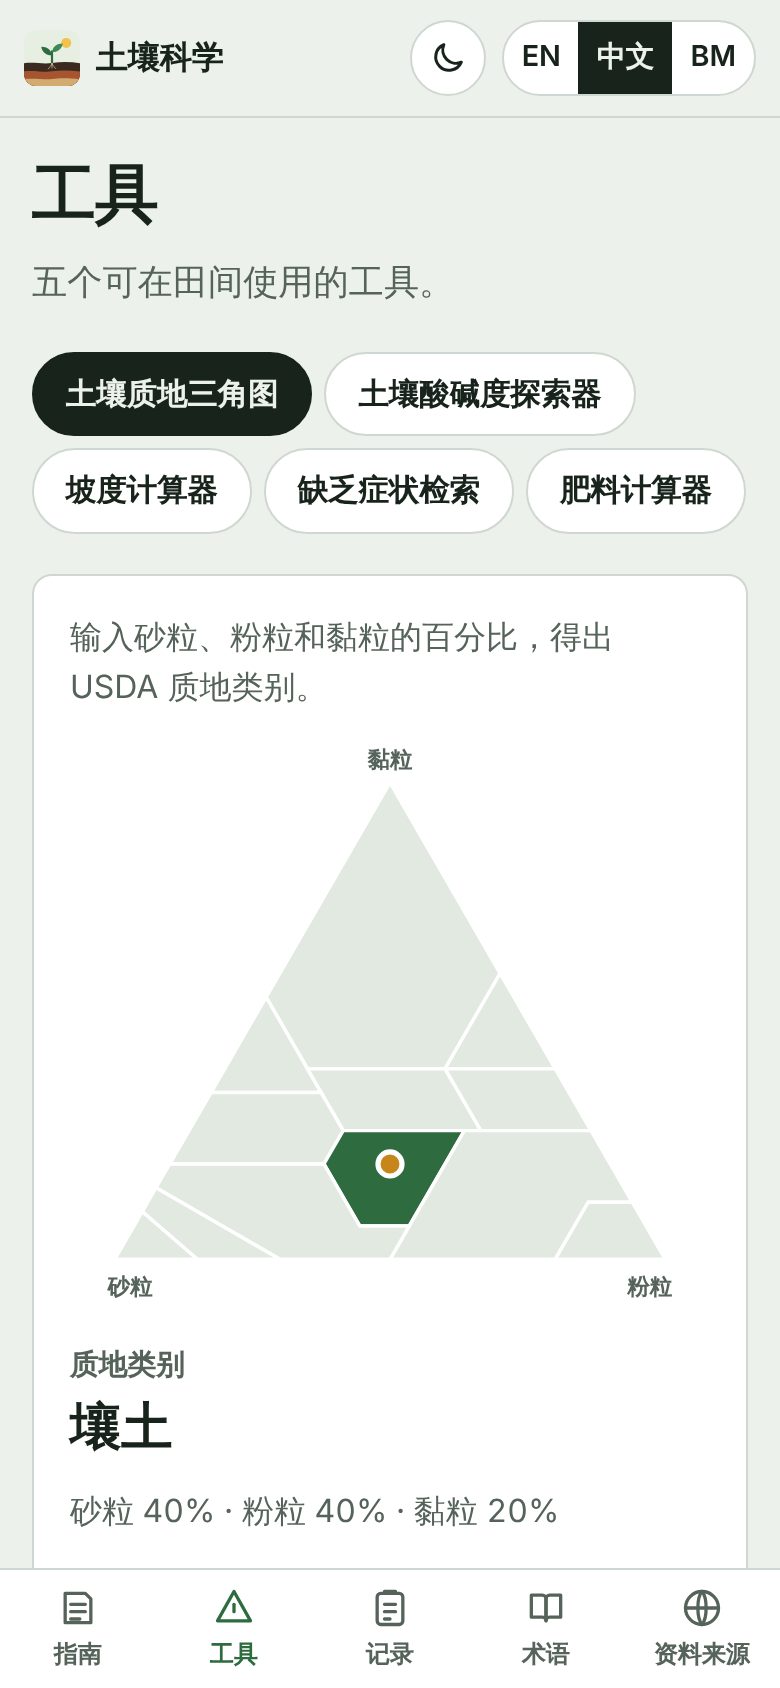 土壤科学
EN 中文 BM
工具
五个可在田间使用的工具。
土壤质地三角图 土壤酸碱度探索器
坡度计算器 缺乏症状检索 肥料计算器
输入砂粒、粉粒和黏粒的百分比，得出
USDA 质地类别。
黏粒
砂粒 粉粒
质地类别
壤土
砂粒 40% · 粉粒 40% · 黏粒 20%
指南 工具 记录 术语 资料来源